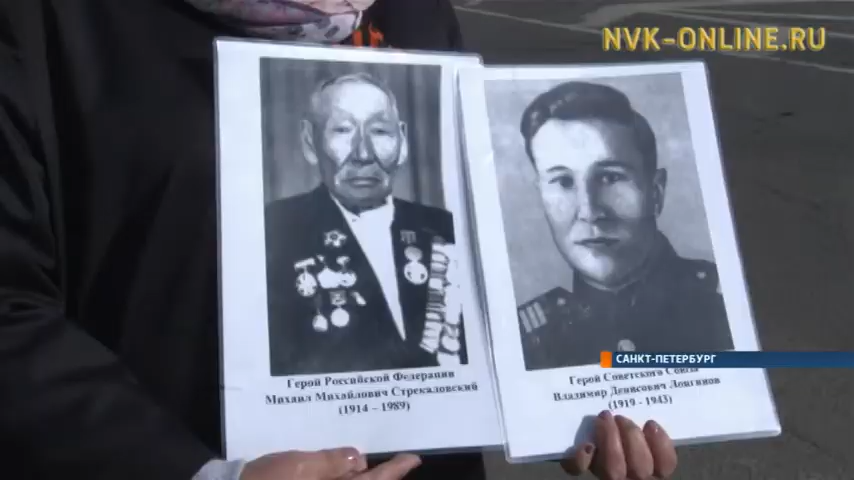 NVK-ONLINE.RU
Герой Российской Федерации
Михаил Михайлович Стрекаловский
(1914 – 1989)
САНКТ-ПЕТЕРБУРГ
Герой Советского Союза
Владимир Денисович Лонгинов
(1919 - 1943)